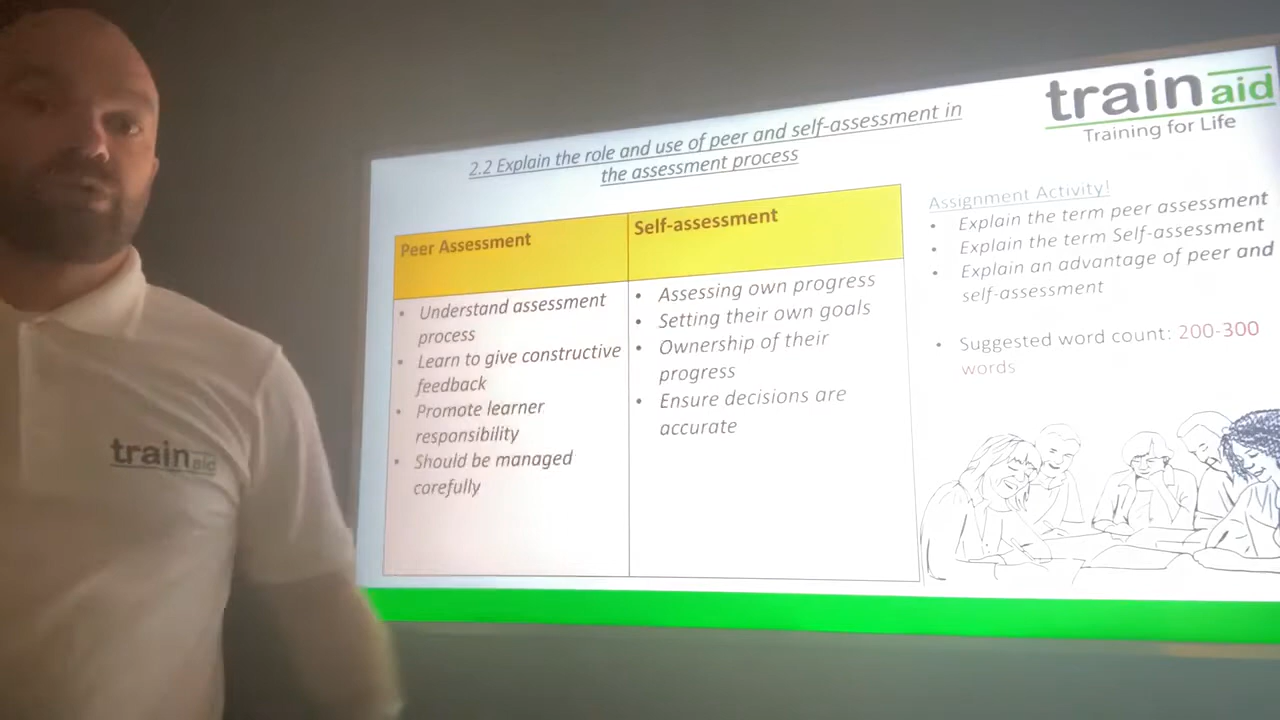 2.2 Explain the role and use of peer and self-assessment in
the assessment process
train aid
Training for Life
Peer Assessment
Self-assessment
• Understand assessment
process
• Learn to give constructive
feedback
• Promote learner
responsibility
• Should be managed
carefully
• Assessing own progress
• Setting their own goals
• Ownership of their
progress
• Ensure decisions are
accurate
Assignment Activity!
• Explain the term peer assessment
• Explain the term Self-assessment
• Explain an advantage of peer and
self-assessment
• Suggested word count: 200-300
words
train aid